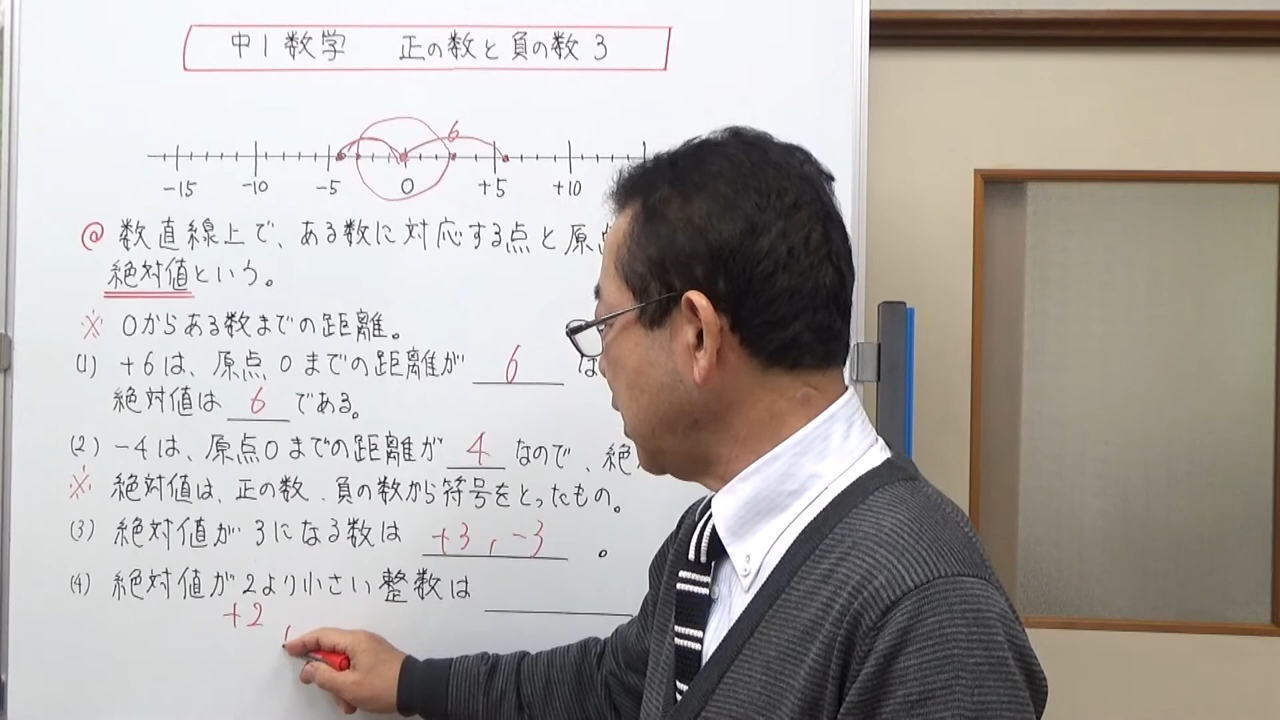 中1数学 正の数と負の数3
6
-15 -10 -5 0 +5 +10
@ 数直線上で、ある数に対応する点と原
絶対値という。
※ 0からある数までの距離。
(1) +6は、原点0までの距離が 6 な
絶対値は 6 である。
(2) -4は、原点0までの距離が 4 なので、絶
※ 絶対値は、正の数、負の数から符号をとったもの。
(3) 絶対値が3になる数は +3, -3 。
(4) 絶対値が2より小さい整数は
+2 ,